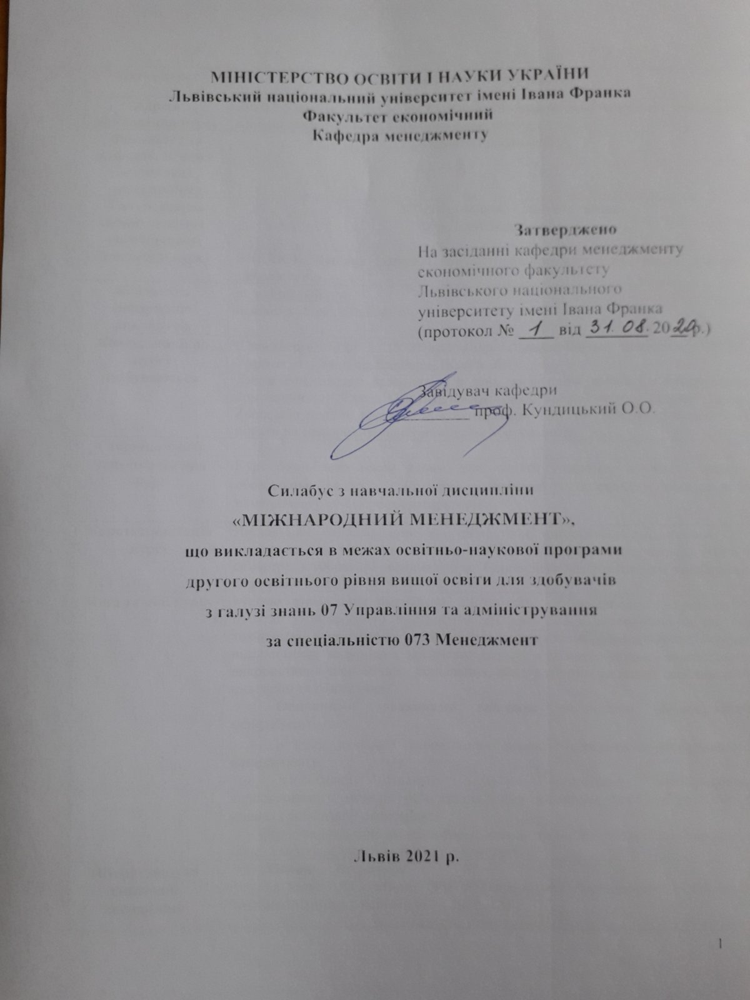 МІНІСТЕРСТВО ОСВІТИ І НАУКИ УКРАЇНИ
Львівський національний університет імені Івана Франка
Факультет економічний
Кафедра менеджменту
Затверджено
На засіданні кафедри менеджменту
економічного факультету
Львівського національного
університету імені Івана Франка
(протокол № 1 від 31. 08. 2020р.)
Завідувач кафедри
проф. Кундицький О.О.
Силабус з навчальної дисципліни
«МІЖНАРОДНИЙ МЕНЕДЖМЕНТ»,
що викладається в межах освітньо-наукової програми
другого освітнього рівня вищої освіти для здобувачів
з галузі знань 07 Управління та адміністрування
за спеціальністю 073 Менеджмент
Львів 2021 р.
1